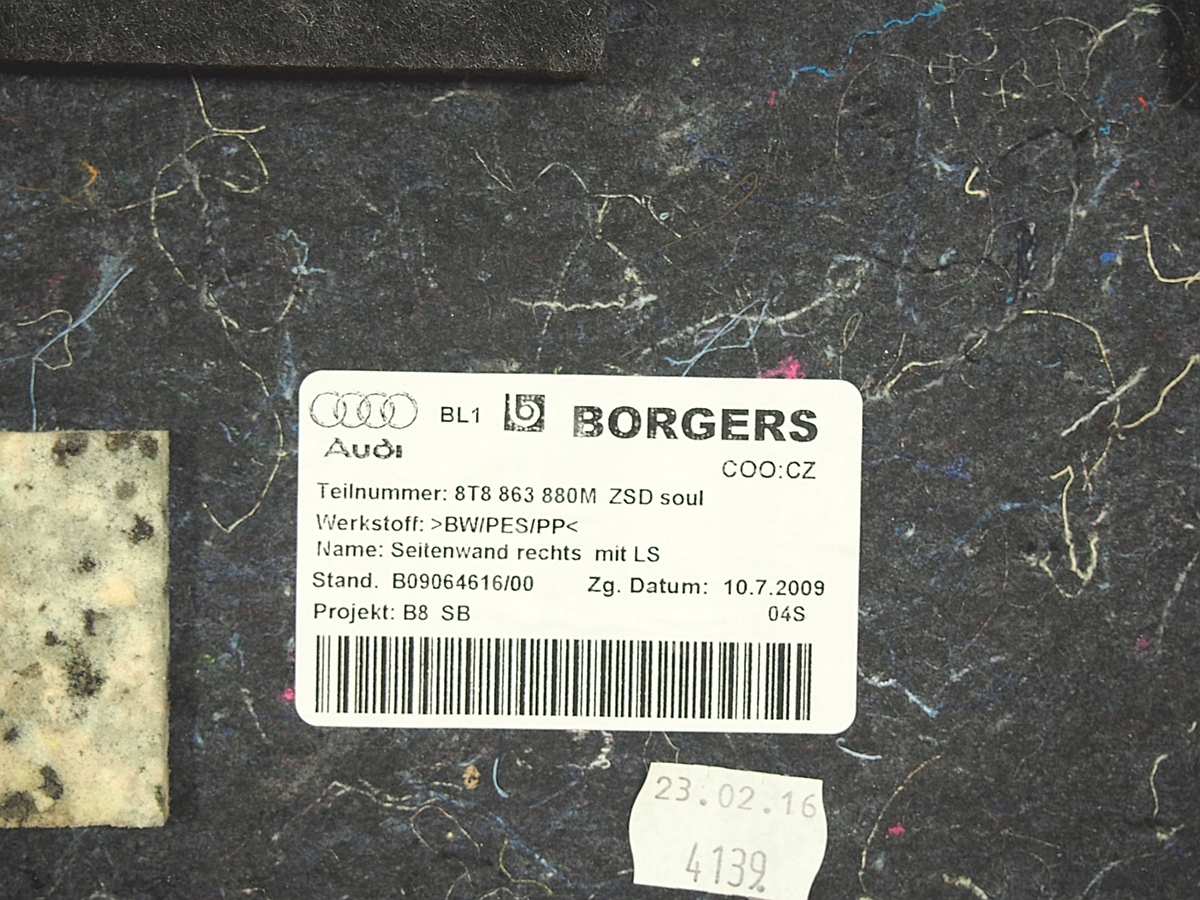 Audi
BL1
BORGERS
COO:CZ
Teilnummer: 8T8 863 880M ZSD soul
Werkstoff: >BW/PES/PP<
Name: Seitenwand rechts mit LS
Stand. B09064616/00 Zg. Datum: 10.7.2009
Projekt: B8 SB 04S
23.02.16
4139